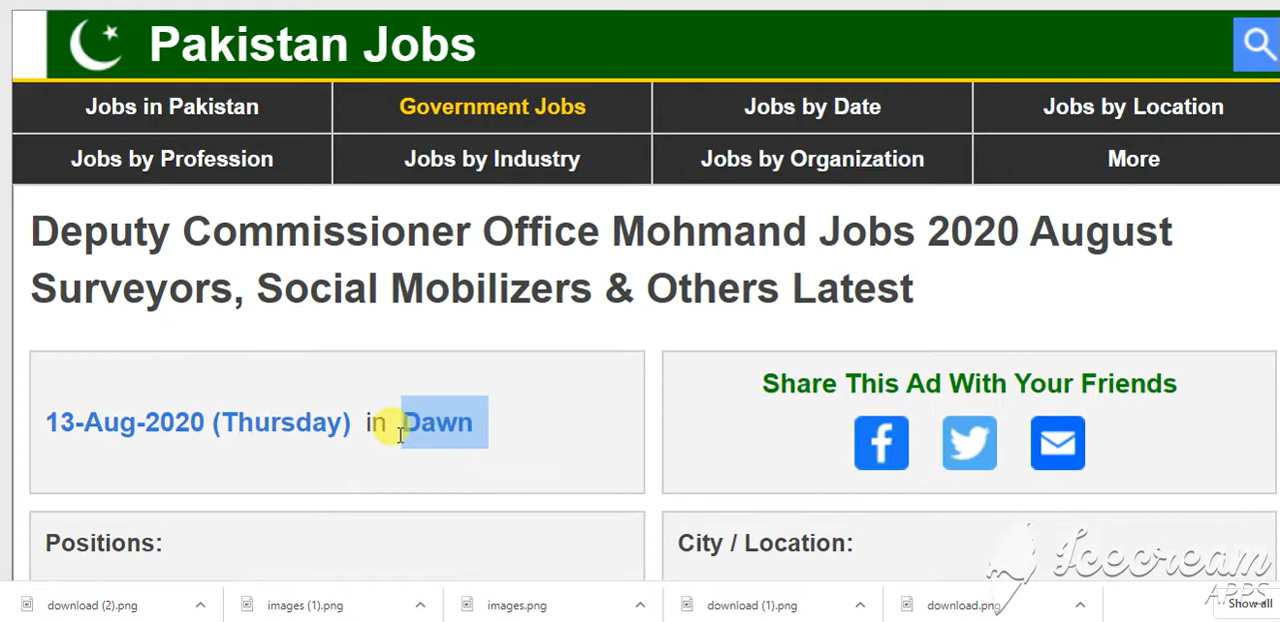 Pakistan Jobs
Jobs in Pakistan
Government Jobs
Jobs by Date
Jobs by Location
Jobs by Profession
Jobs by Industry
Jobs by Organization
More
Deputy Commissioner Office Mohmand Jobs 2020 August
Surveyors, Social Mobilizers & Others Latest
13-Aug-2020 (Thursday) in Dawn
Share This Ad With Your Friends
Positions:
City / Location:
Icecream
APPS
download (2).png
images (1).png
images.png
download (1).png
download.png
Show all